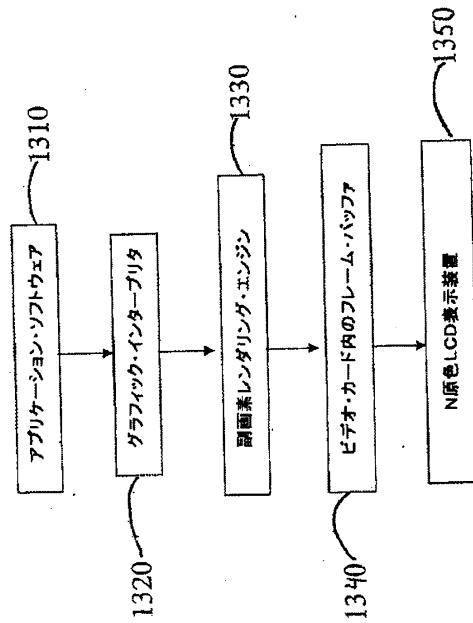 アプリケーション・ソフトウェア
1310
グラフィック・インタープリタ
1320
副画素レンダリング・エンジン
1330
ビデオ・カード内のフレーム・バッファ
1340
N原色LCD表示装置
1350